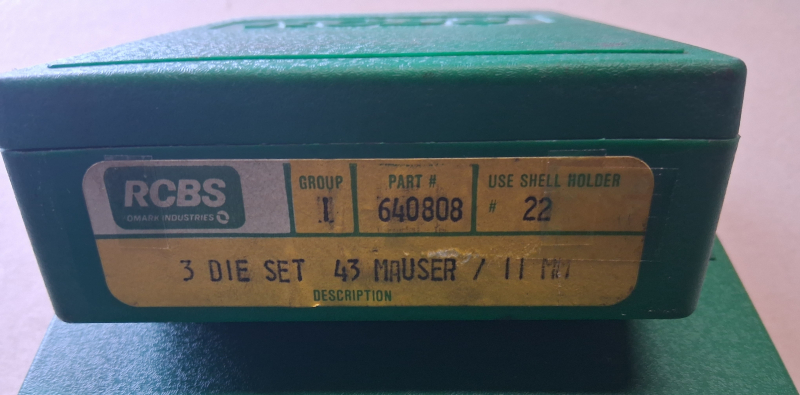 RCBS
OMARK INDUSTRIES
GROUP
I
PART #
640808
USE SHELL HOLDER
# 22
3 DIE SET 43 MAUSER / 11 MM
DESCRIPTION